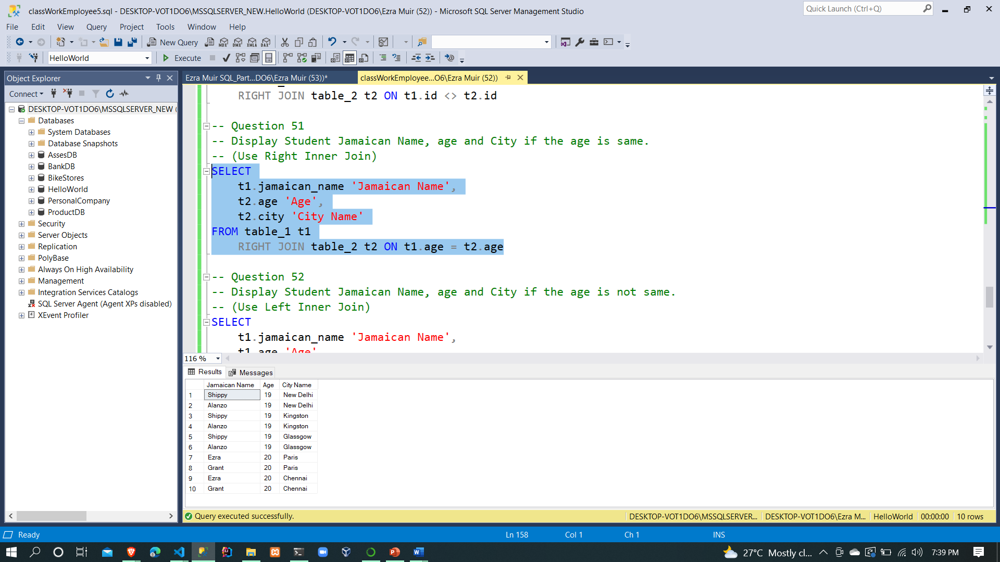 classWorkEmployee5.sql - DESKTOP-VOT1DO6\MSSQLSERVER_NEW.HelloWorld (DESKTOP-VOT1DO6\Ezra Muir (52)) - Microsoft SQL Server Management Studio
Quick Launch (Ctrl+Q)
File Edit View Query Project Tools Window Help
New Query MDX DMX XMLA DAX
HelloWorld Execute
Object Explorer
Connect
DESKTOP-VOT1DO6\MSSQLSERVER_NEW (
Databases
System Databases
Database Snapshots
AssesDB
BankDB
BikeStores
HelloWorld
PersonalCompany
ProductDB
Security
Server Objects
Replication
PolyBase
Always On High Availability
Management
Integration Services Catalogs
SQL Server Agent (Agent XPs disabled)
XEvent Profiler
Ezra Muir SQL_Part...DO6\Ezra Muir (53))*
classWorkEmployee...O6\Ezra Muir (52))
RIGHT JOIN table_2 t2 ON t1.id <> t2.id
-- Question 51
-- Display Student Jamaican Name, age and City if the age is same.
-- (Use Right Inner Join)
SELECT
t1.jamaican_name 'Jamaican Name',
t2.age 'Age',
t2.city 'City Name'
FROM table_1 t1
RIGHT JOIN table_2 t2 ON t1.age = t2.age
-- Question 52
-- Display Student Jamaican Name, age and City if the age is not same.
-- (Use Left Inner Join)
SELECT
t1.jamaican_name 'Jamaican Name',
t1.age 'Age'
116 %
Results Messages
Jamaican Name Age City Name
1 Shippy 19 New Delhi
2 Alanzo 19 New Delhi
3 Shippy 19 Kingston
4 Alanzo 19 Kingston
5 Shippy 19 Glassgow
6 Alanzo 19 Glassgow
7 Ezra 20 Paris
8 Grant 20 Paris
9 Ezra 20 Chennai
10 Grant 20 Chennai
Query executed successfully.
DESKTOP-VOT1DO6\MSSQLSERVER... DESKTOP-VOT1DO6\Ezra M... HelloWorld 00:00:00 10 rows
Ready Ln 158 Col 1 Ch 1 INS
27°C Mostly cl... 7:39 PM